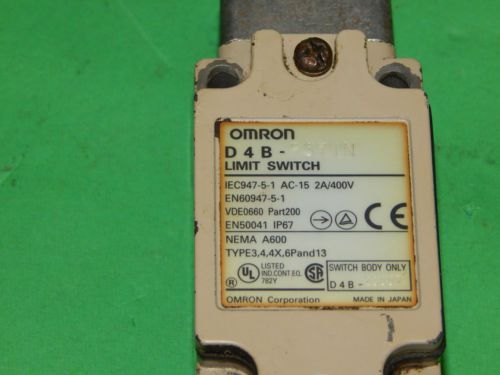 OMRON
D4B-
LIMIT SWITCH
IEC947-5-1 AC-15 2A/400V
EN60947-5-1
VDE0660 Part200
EN50041 IP67
CE
NEMA A600
TYPE3,4,4X,6Pand13
UL LISTED
IND.CONT.EQ.
782Y
SA
SWITCH BODY ONLY
D4B-
OMRON Corporation
MADE IN JAPAN